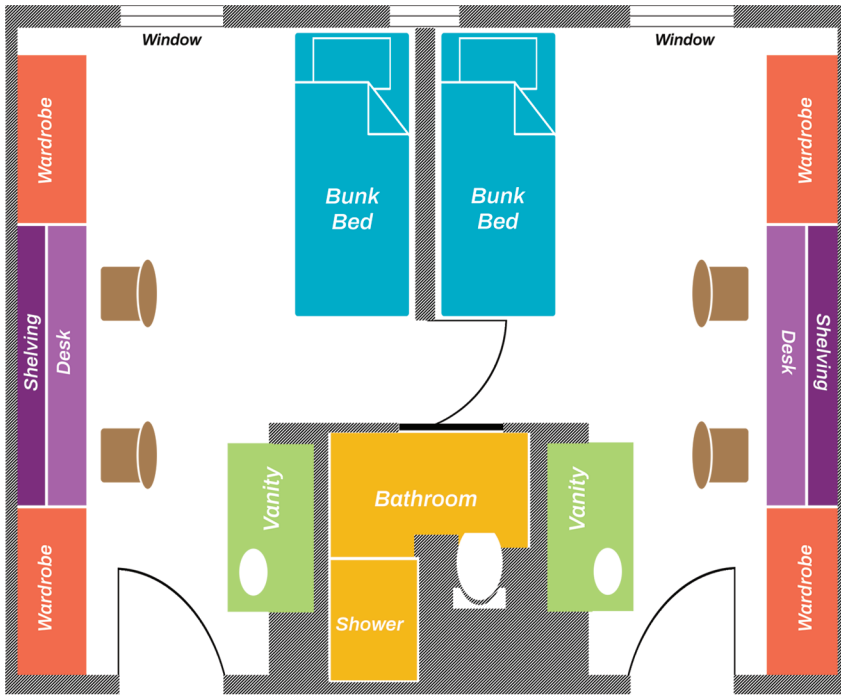 Window
Window
Wardrobe
Wardrobe
Bunk
Bed
Bunk
Bed
Shelving
Desk
Desk
Shelving
Vanity
Bathroom
Vanity
Wardrobe
Shower
Wardrobe